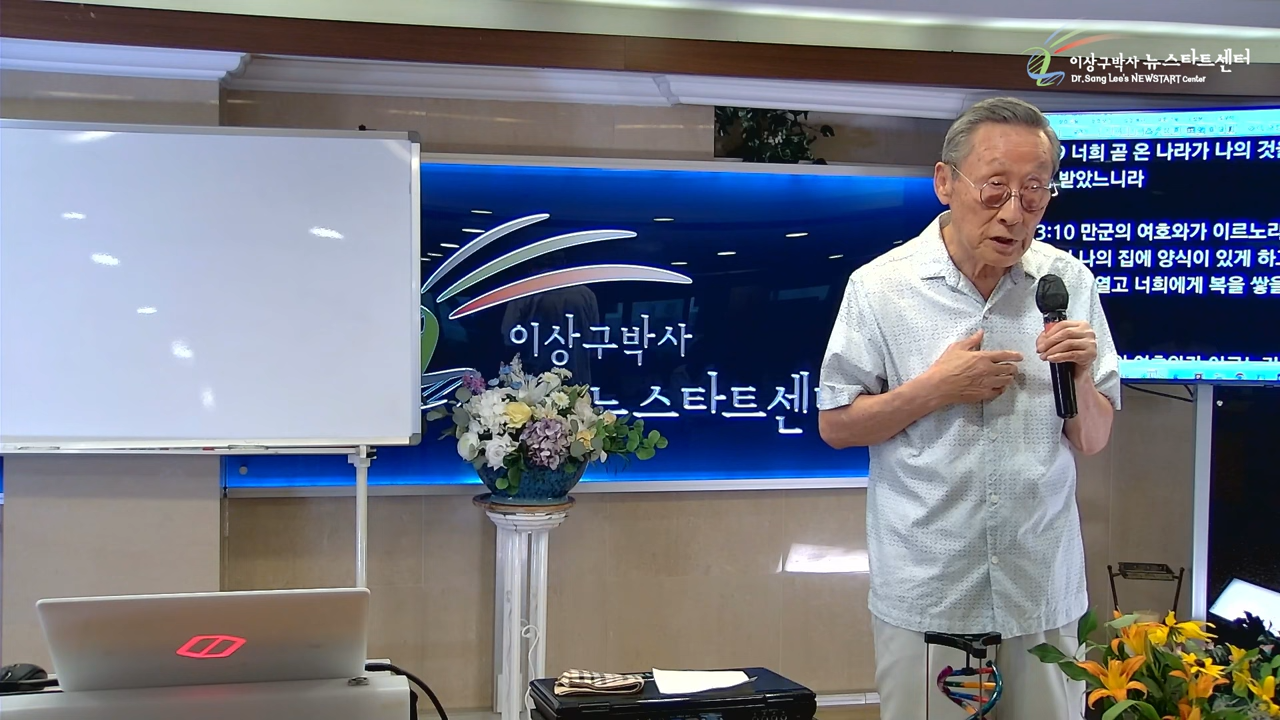 이상구박사 뉴스타트센터
Dr. Sang Lee's NEWSTART Center
너희 곧 온 나라가 나의 것을
받았느니라
3:10 만군의 여호와가 이르노라
나의 집에 양식이 있게 하고
열고 너희에게 복을 쌓을
이상구박사
뉴스타트센